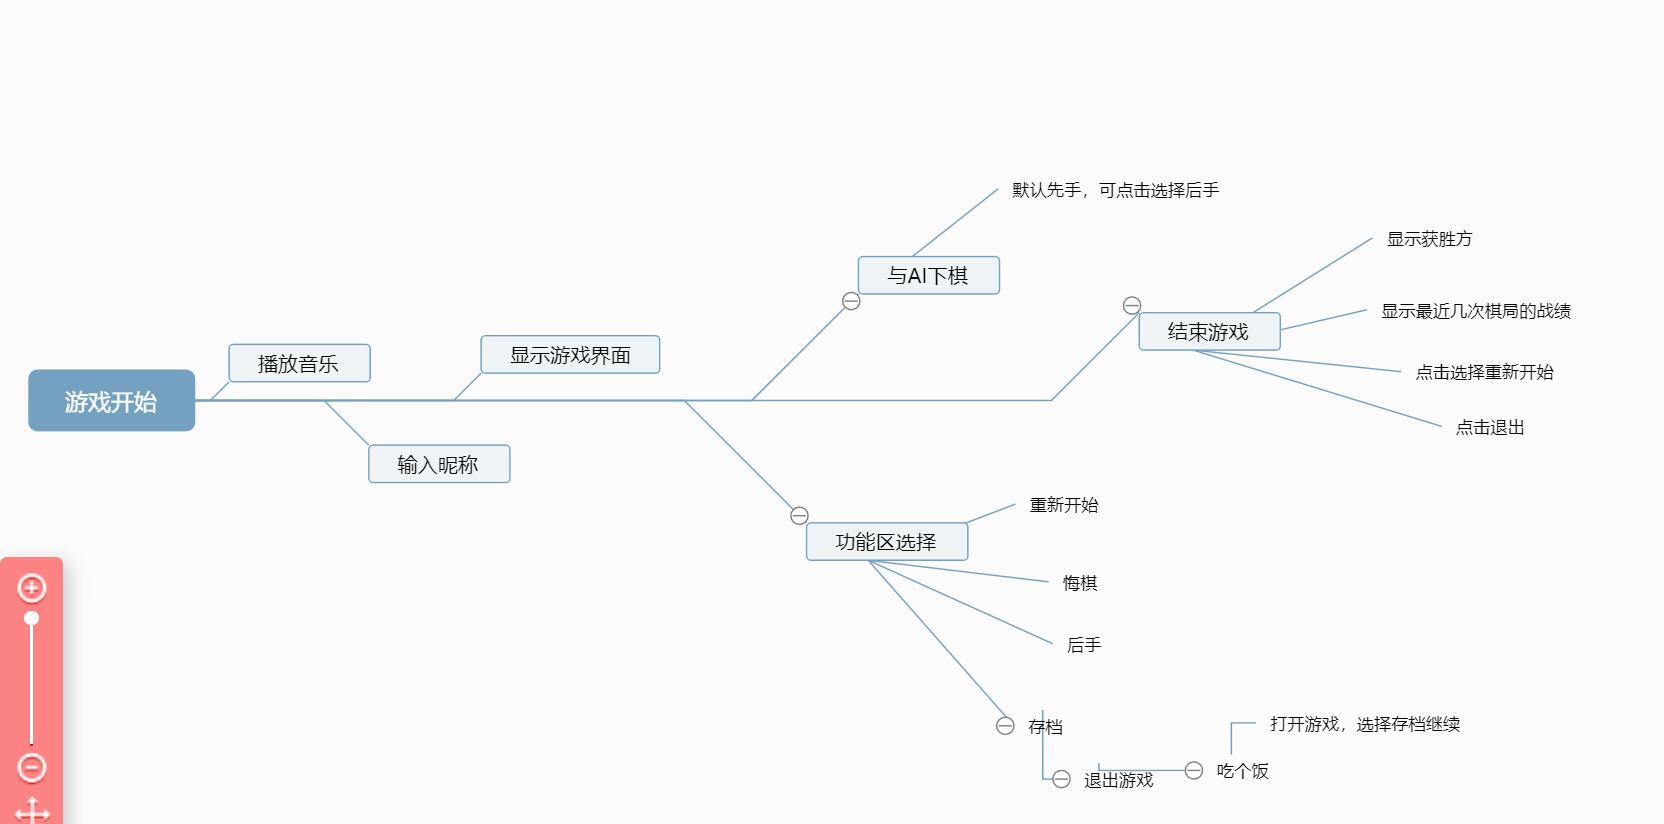 游戏开始
播放音乐
输入昵称
显示游戏界面
与AI下棋
默认先手，可点击选择后手
结束游戏
显示获胜方
显示最近几次棋局的战绩
点击选择重新开始
点击退出
功能区选择
重新开始
悔棋
后手
存档
退出游戏
吃个饭
打开游戏，选择存档继续